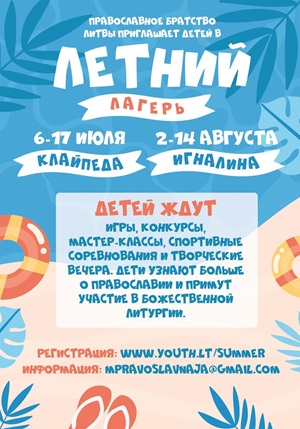 ПРАВОСЛАВНОЕ БРАТСТВО
ЛИТВЫ ПРИГЛАШАЕТ ДЕТЕЙ В
ЛЕТНИЙ
ЛАГЕРЬ
6-17 ИЮЛЯ
КЛАЙПЕДА
2-14 АВГУСТА
ИГНАЛИНА
ДЕТЕЙ ЖДУТ
ИГРЫ, КОНКУРСЫ,
МАСТЕР-КЛАССЫ, СПОРТИВНЫЕ
СОРЕВНОВАНИЯ И ТВОРЧЕСКИЕ
ВЕЧЕРА. ДЕТИ УЗНАЮТ БОЛЬШЕ
О ПРАВОСЛАВИИ И ПРИМУТ
УЧАСТИЕ В БОЖЕСТВЕННОЙ
ЛИТУРГИИ.
РЕГИСТРАЦИЯ: WWW.YOUTH.LT/SUMMER
ИНФОРМАЦИЯ: MPRAVOSLAVNAJA@GMAIL.COM